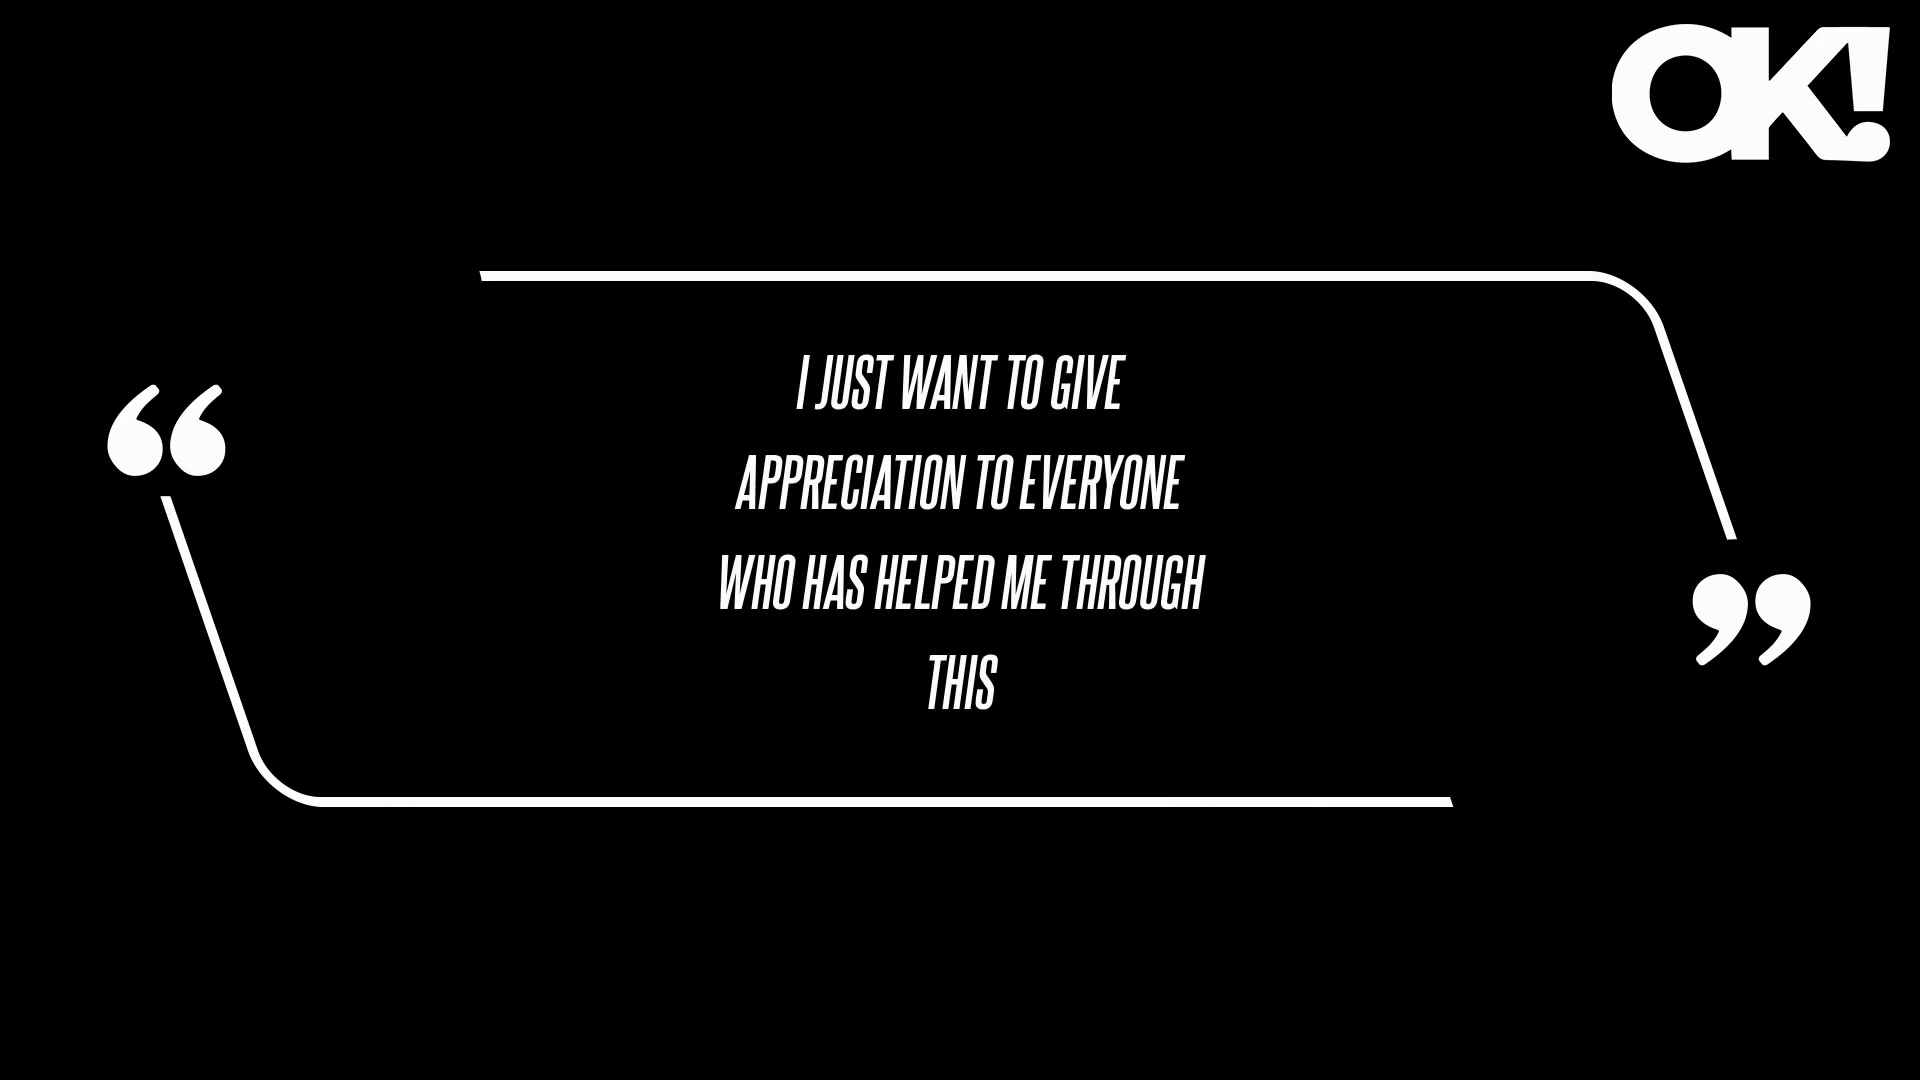 OK!
“
I JUST WANT TO GIVE
APPRECIATION TO EVERYONE
WHO HAS HELPED ME THROUGH
THIS
”